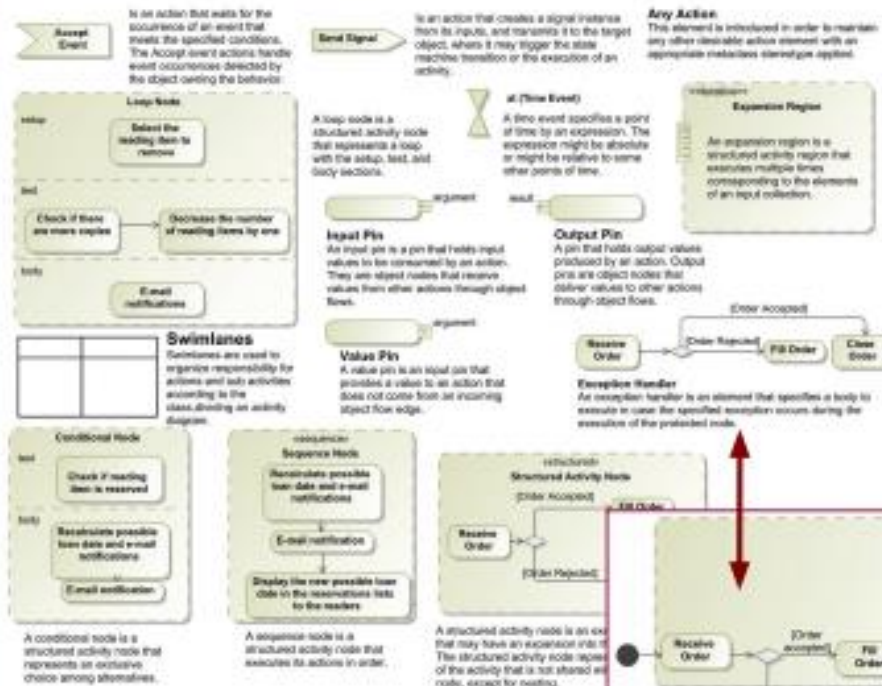 Accept
Event
Is an action that waits for the
occurrence of an event that
meets the specified conditions.
The Accept event actions handle
event occurrences detected by
the object owning the behavior.
Send Signal
Is an action that creates a signal instance
from its inputs, and transmits it to the target
object, where it may trigger the state
machine transition or the execution of an
activity.
Any Action
This element is introduced in order to maintain
any other desirable action element with an
appropriate metaclass stereotype applied.
Loop Node
setup
Select the
reading item to
remove
test
Check if there
are more copies
Decrease the number
of reading items by one
body
E-mail
notifications
A loop node is a
structured activity node
that represents a loop
with the setup, test, and
body sections.
at (Time Event)
A time event specifies a point
of time by an expression. The
expression might be absolute
or might be relative to some
other points of time.
Expansion Region
An expansion region is a
structured activity region that
executes multiple times
corresponding to the elements
of an input collection.
argument
Input Pin
An input pin is a pin that holds input
values to be consumed by an action.
They are object nodes that receive
values from other actions through object
flows.
result
Output Pin
A pin that holds output values
produced by an action. Output
pins are object nodes that
deliver values to other actions
through object flows.
argument
Value Pin
A value pin is an input pin that
provides a value to an action that
does not come from an incoming
object flow edge.
[Order Accepted]
Receive
Order
[Order Rejected]
Fill Order
Close
Order
Exception Handler
An exception handler is an element that specifies a body to
execute in case the specified exception occurs during the
execution of the protected node.
Swimlanes
Swimlanes are used to
organize responsibility for
actions and sub activities
according to the
class,dividing an activity
diagram.
Conditional Node
test
Check if reading
item is reserved
body
Recalculate possible
loan date and e-mail
notifications
E-mail notification
A conditional node is a
structured activity node that
represents an exclusive
choice among alternatives.
«sequence»
Sequence Node
Recalculate possible
loan date and e-mail
notifications
E-mail notification
Display the new possible loan
date in the reservations lists
to the readers
A sequence node is a
structured activity node that
executes its actions in order.
«structured»
Structured Activity Node
[Order Accepted]
Fill Order
Receive
Order
[Order Rejected]
A structured activity node is an
that may have an expansion into
The structured activity node
of the activity that is not shared
node, except for nesting.
Receive
Order
[Order
accepted]
Fill
Order